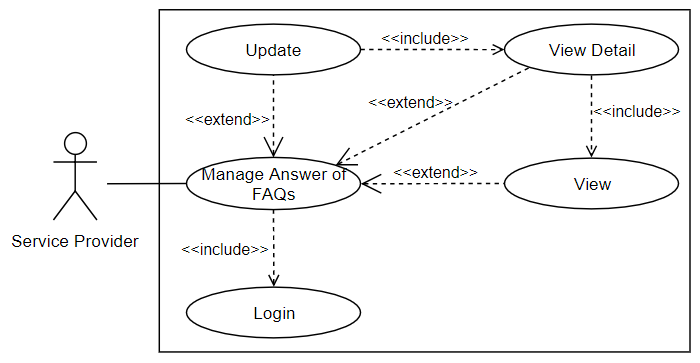 Update
<<include>>
View Detail
<<extend>>
<<extend>>
<<include>>
Manage Answer of
FAQs
<<extend>>
View
Service Provider
<<include>>
Login